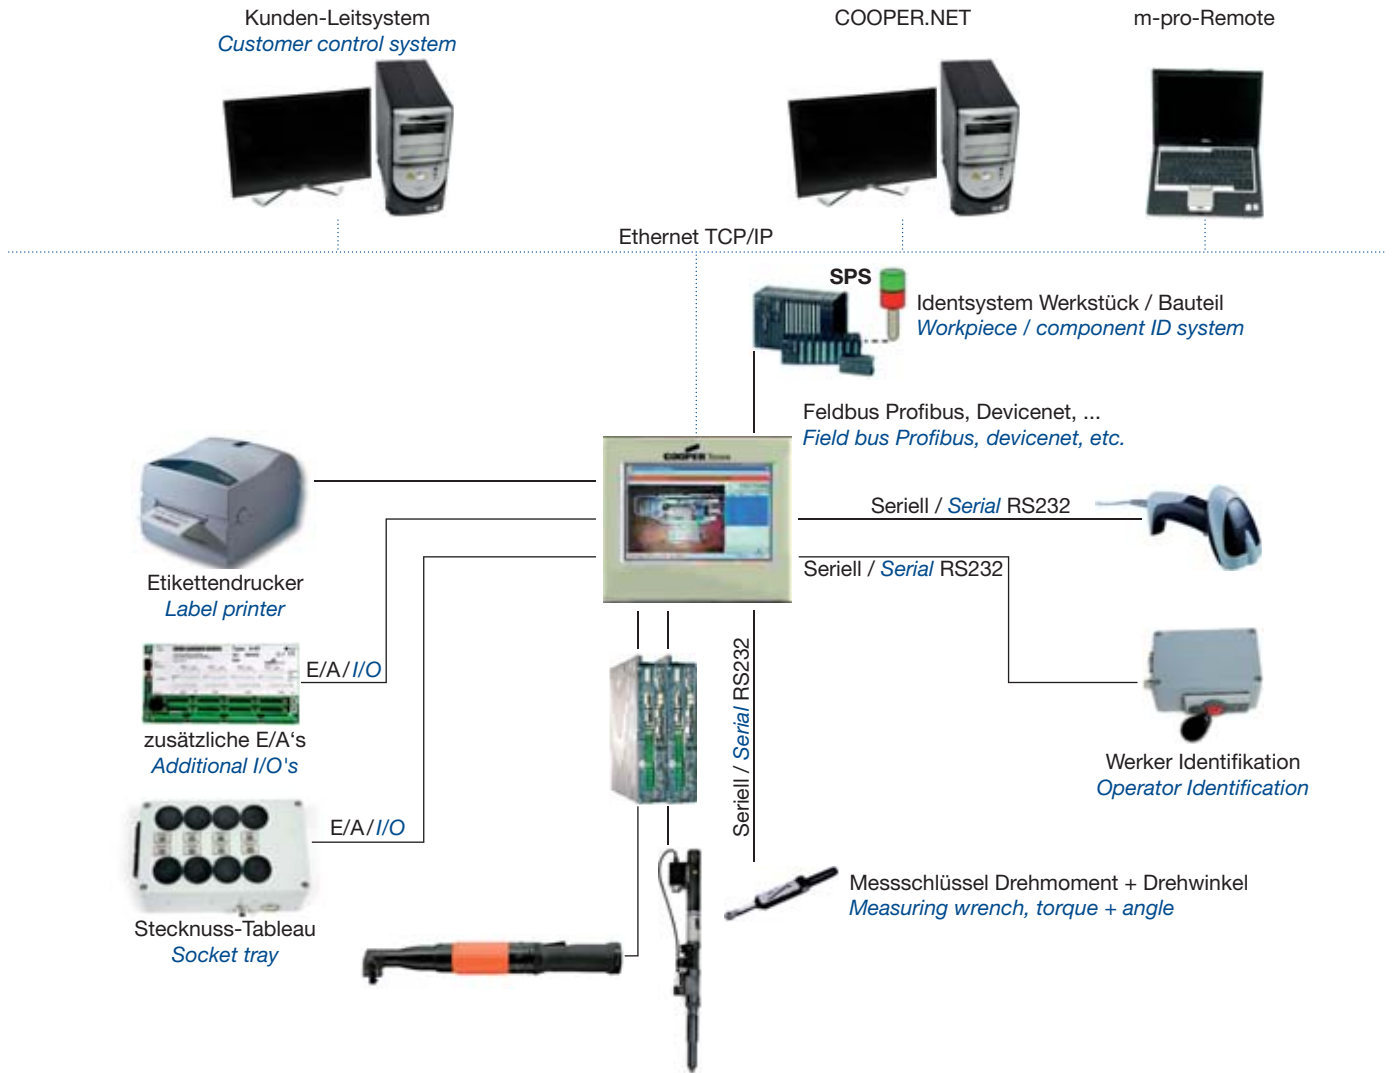 Kunden-Leitsystem
Customer control system
COOPER.NET
m-pro-Remote
Ethernet TCP/IP
SPS
Identsystem Werkstück / Bauteil
Workpiece / component ID system
Feldbus Profibus, Devicenet, ...
Field bus Profibus, devicenet, etc.
COOPER Tools
Seriell / Serial RS232
Seriell / Serial RS232
Etikettendrucker
Label printer
E/A/I/O
zusätzliche E/A‘s
Additional I/O's
Seriell / Serial RS232
Werker Identifikation
Operator Identification
E/A/I/O
Stecknuss-Tableau
Socket tray
Messschlüssel Drehmoment + Drehwinkel
Measuring wrench, torque + angle